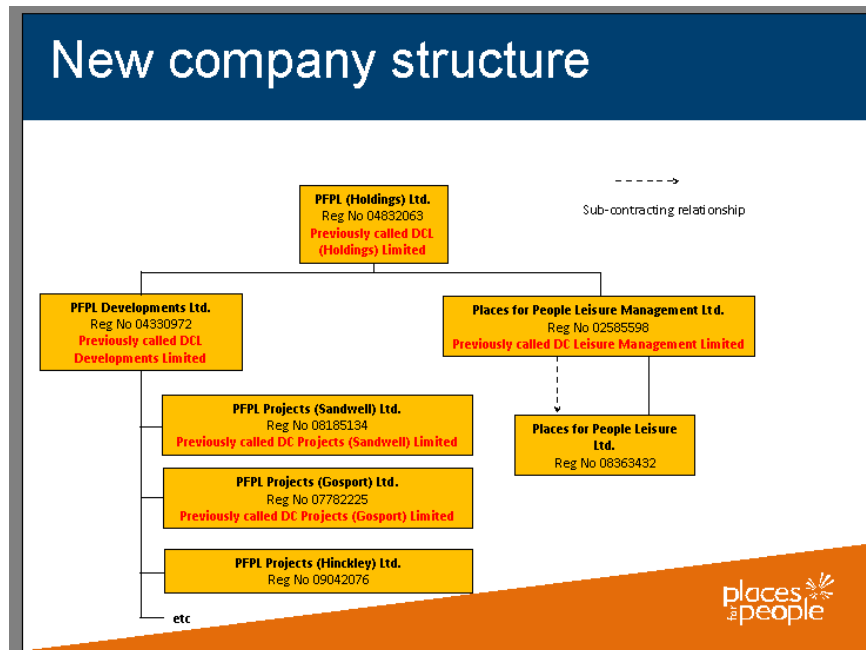 New company structure
Sub-contracting relationship
PFPL (Holdings) Ltd.
Reg No 04832063
Previously called DCL
(Holdings) Limited
PFPL Developments Ltd.
Reg No 04330972
Previously called DCL
Developments Limited
Places for People Leisure Management Ltd.
Reg No 02585598
Previously called DC Leisure Management Limited
PFPL Projects (Sandwell) Ltd.
Reg No 08185134
Previously called DC Projects (Sandwell) Limited
Places for People Leisure
Ltd.
Reg No 08363432
PFPL Projects (Gosport) Ltd.
Reg No 07782225
Previously called DC Projects (Gosport) Limited
PFPL Projects (Hinckley) Ltd.
Reg No 09042076
etc
places
for people